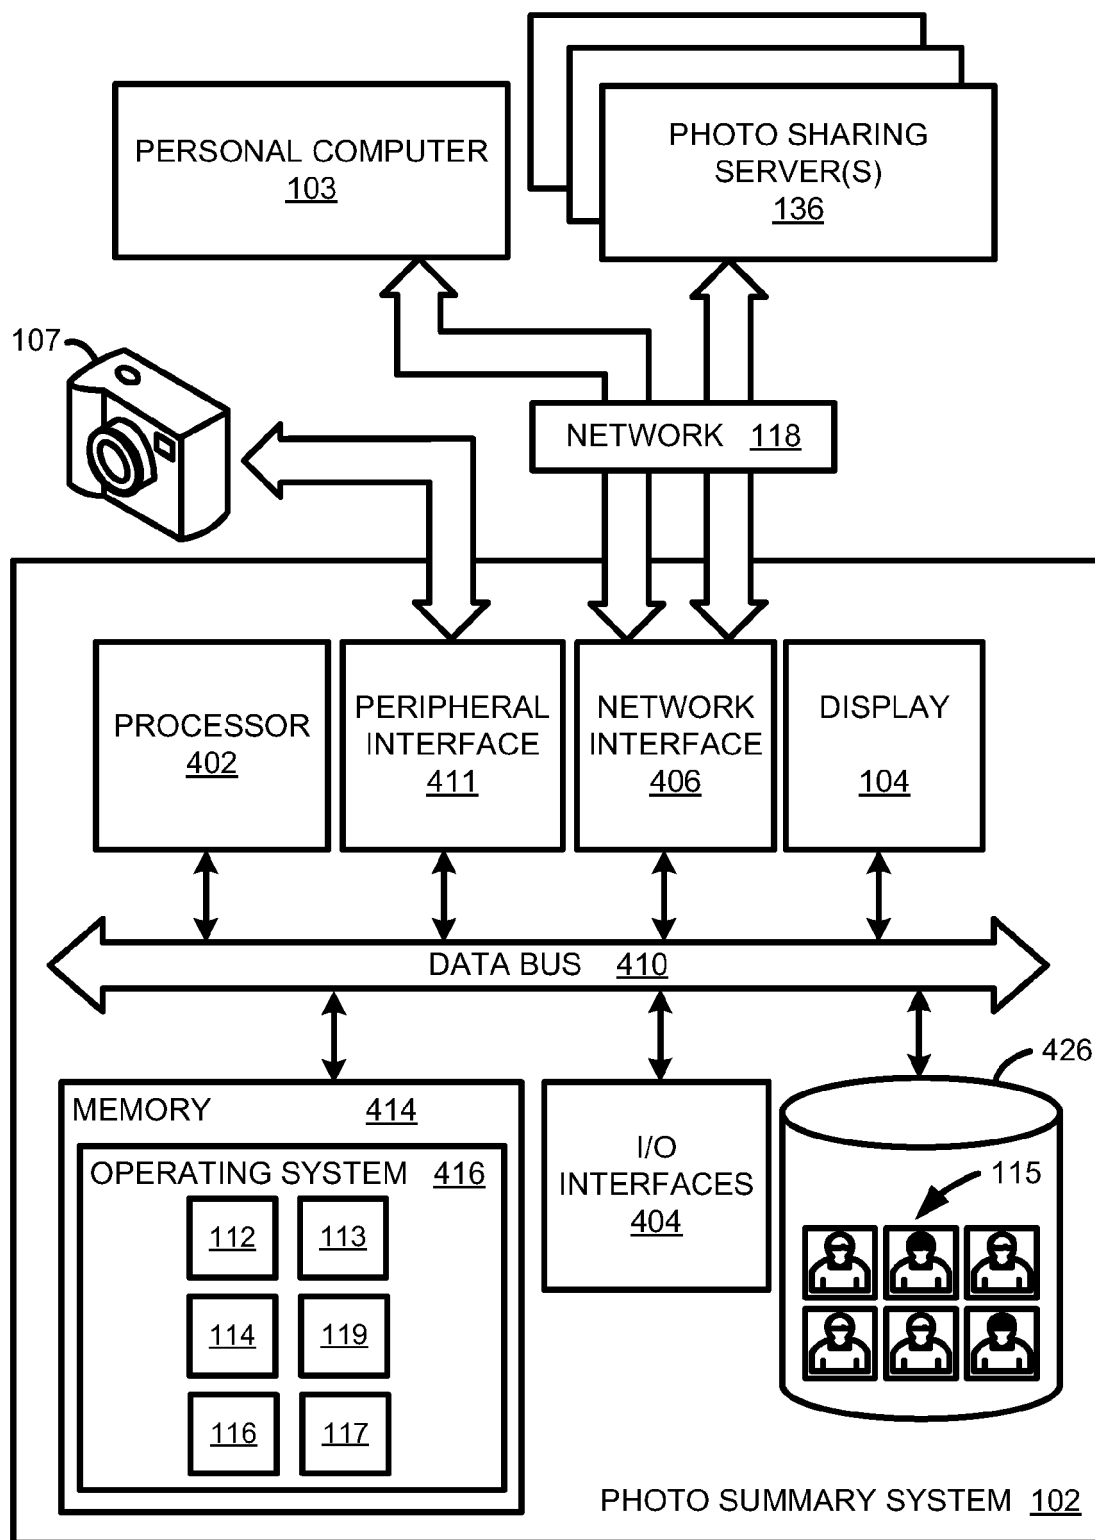 PERSONAL COMPUTER
103
PHOTO SHARING
SERVER(S)
136
107
NETWORK 118
PROCESSOR
402
PERIPHERAL
INTERFACE
411
NETWORK
INTERFACE
406
DISPLAY
104
DATA BUS 410
MEMORY 414
OPERATING SYSTEM 416
112 113
114 119
116 117
I/O
INTERFACES
404
426
115
PHOTO SUMMARY SYSTEM 102